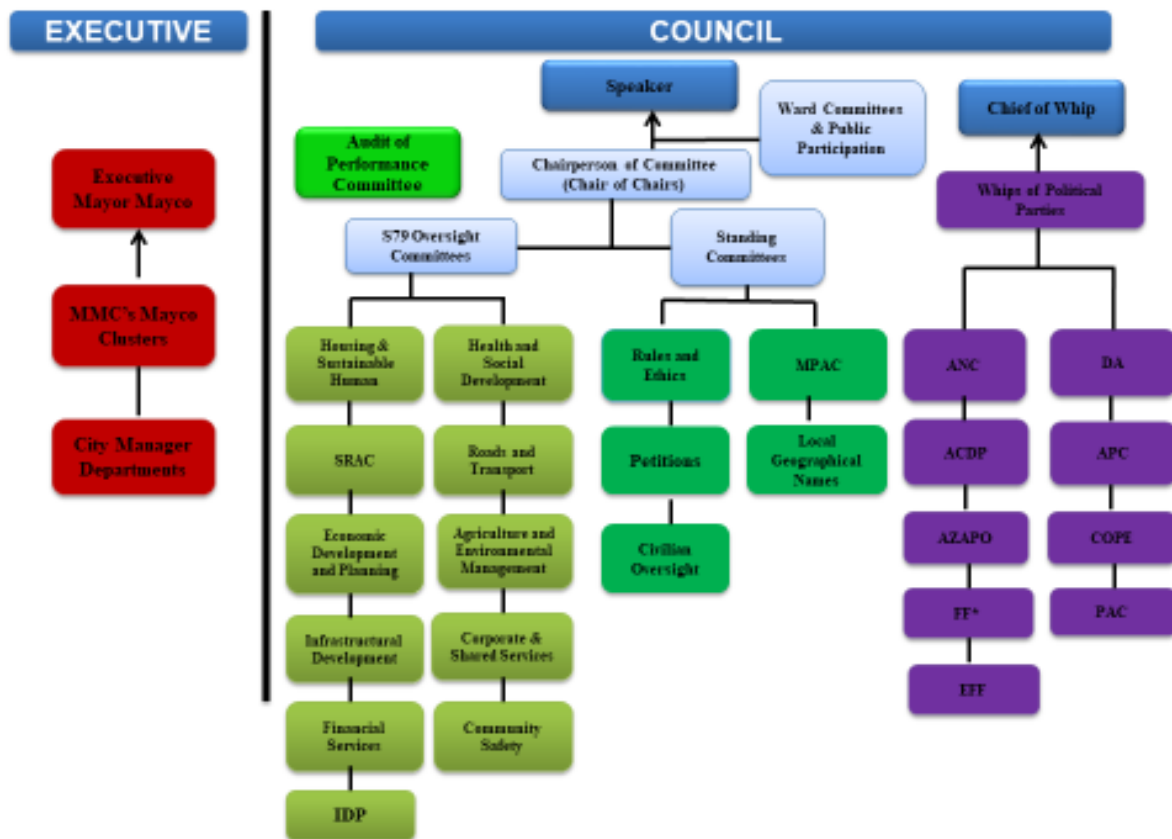 EXECUTIVE
COUNCIL
Executive
Mayor Mayco
MMC's Mayco
Clusters
City Manager
Departments
Speaker
Ward Committees
& Public
Participation
Chief of Whip
Audit of
Performance
Committee
Chairperson of Committee
(Chair of Chairs)
Whips of Political
Parties
S79 Oversight
Committees
Standing
Committees
Housing &
Sustainable
Human
SRAC
Economic
Development
and Planning
Infrastructural
Development
Financial
Services
IDP
Health and
Social
Development
Roads and
Transport
Agriculture and
Environmental
Management
Corporate &
Shared Services
Community
Safety
Rules and
Ethics
Petitions
Civilian
Oversight
MPAC
Local
Geographical
Names
ANC
ACDP
AZAPO
FF*
EFF
DA
APC
COPE
PAC